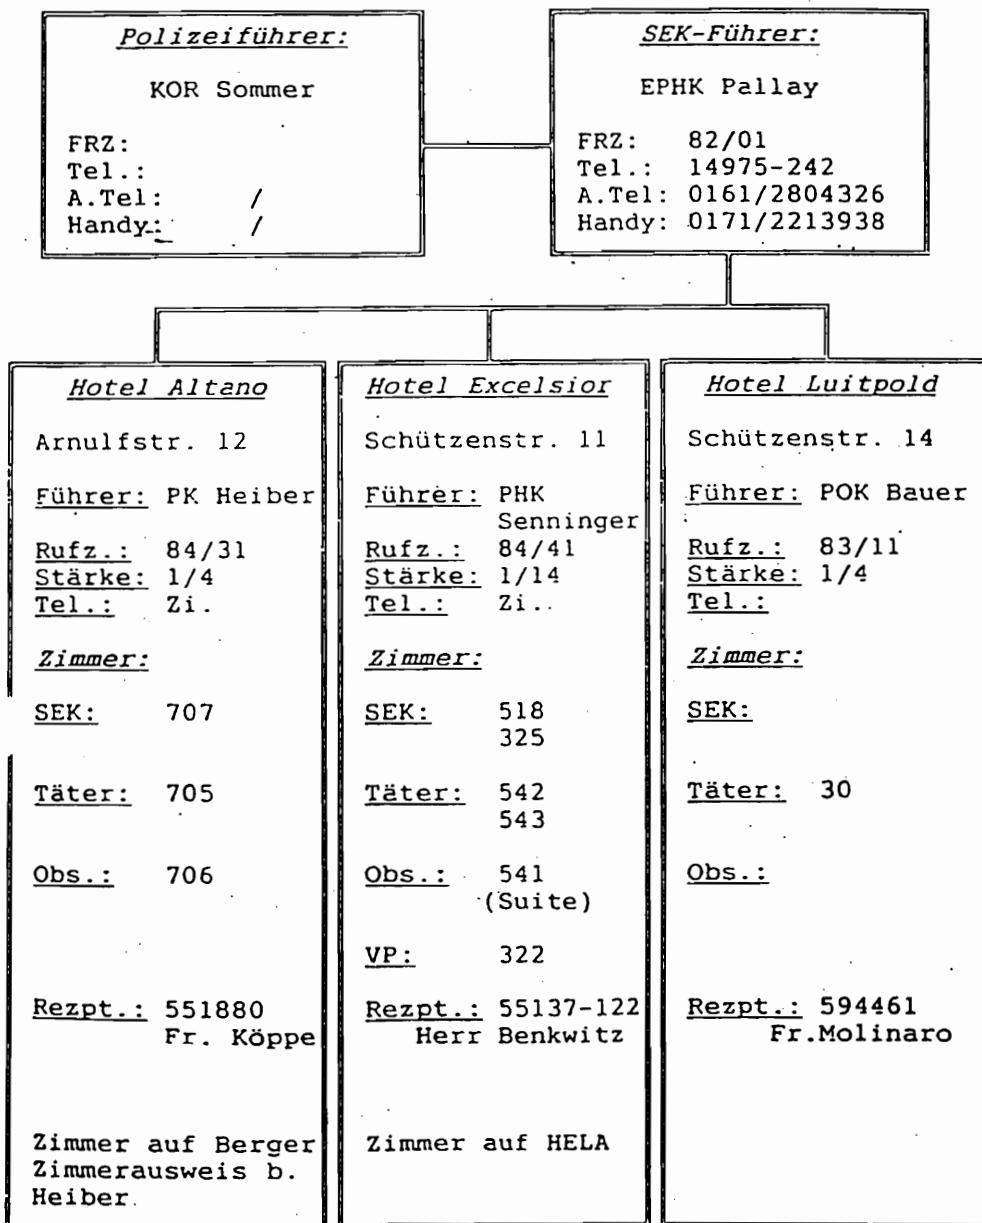 Polizeiführer:
KOR Sommer
FRZ:
Tel.:
A.Tel: /
Handy: /
SEK-Führer:
EPHK Pallay
FRZ: 82/01
Tel.: 14975-242
A.Tel: 0161/2804326
Handy: 0171/2213938
Hotel Altano
Arnulfstr. 12
Führer: PK Heiber
Rufz.: 84/31
Stärke: 1/4
Tel.: Zi.
Zimmer:
SEK: 707
Täter: 705
Obs.: 706
Rezpt.: 551880
Fr. Köppe
Zimmer auf Berger
Zimmerausweis b.
Heiber
Hotel Excelsior
Schützenstr. 11
Führer: PHK
Senninger
Rufz.: 84/41
Stärke: 1/14
Tel.: Zi.
Zimmer:
SEK: 518
325
Täter: 542
543
Obs.: 541
(Suite)
VP: 322
Rezpt.: 55137-122
Herr Benkwitz
Zimmer auf HELA
Hotel Luitpold
Schützenstr. 14
Führer: POK Bauer
Rufz.: 83/11
Stärke: 1/4
Tel.:
Zimmer:
SEK:
Täter: 30
Obs.:
Rezpt.: 594461
Fr.Molinaro